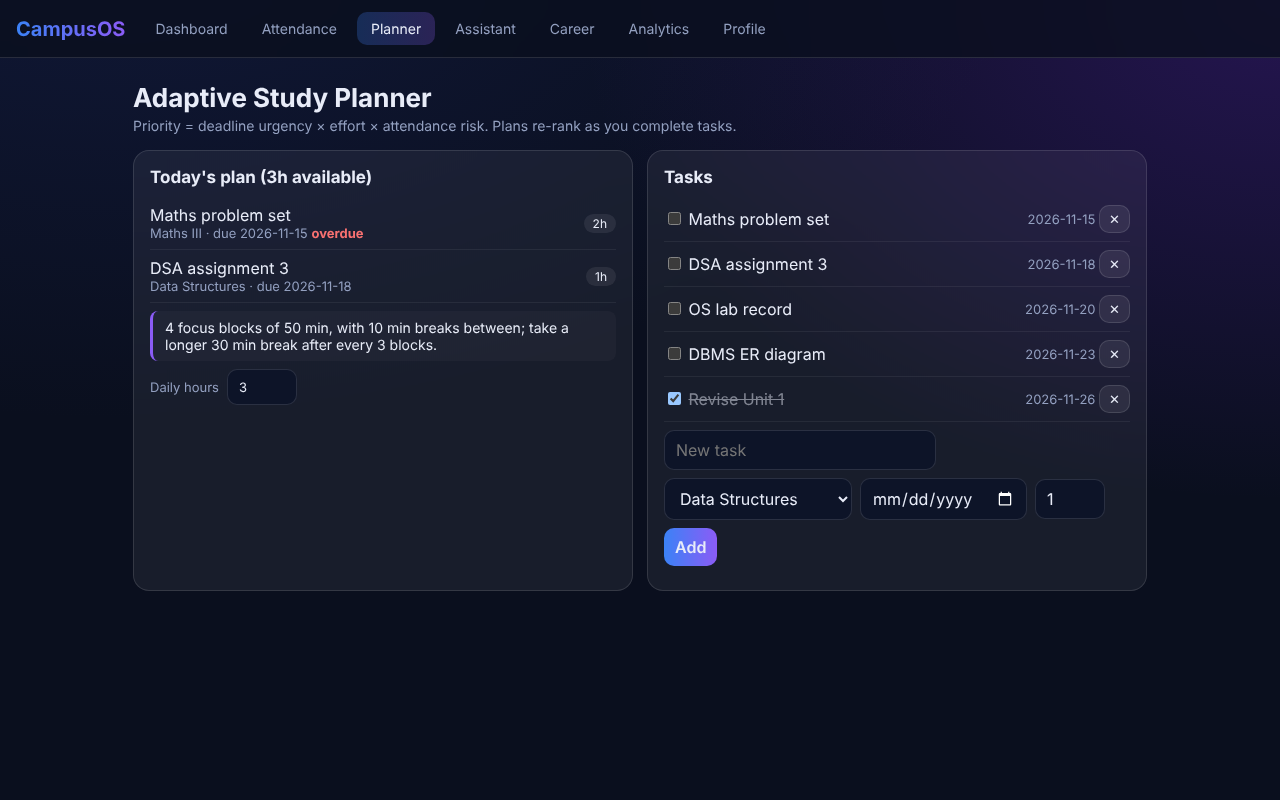 CampusOS Dashboard Attendance Planner Assistant Career Analytics Profile
Adaptive Study Planner
Priority = deadline urgency × effort × attendance risk. Plans re-rank as you complete tasks.
Today's plan (3h available)
Maths problem set
Maths III · due 2026-11-15 overdue
2h
DSA assignment 3
Data Structures · due 2026-11-18
1h
4 focus blocks of 50 min, with 10 min breaks between; take a
longer 30 min break after every 3 blocks.
Daily hours 3
Tasks
Maths problem set 2026-11-15 ✕
DSA assignment 3 2026-11-18 ✕
OS lab record 2026-11-20 ✕
DBMS ER diagram 2026-11-23 ✕
Revise Unit 1 2026-11-26 ✕
New task
Data Structures mm/dd/yyyy 1
Add